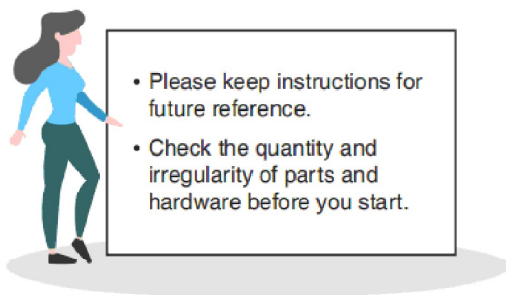 • Please keep instructions for
future reference.
• Check the quantity and
irregularity of parts and
hardware before you start.